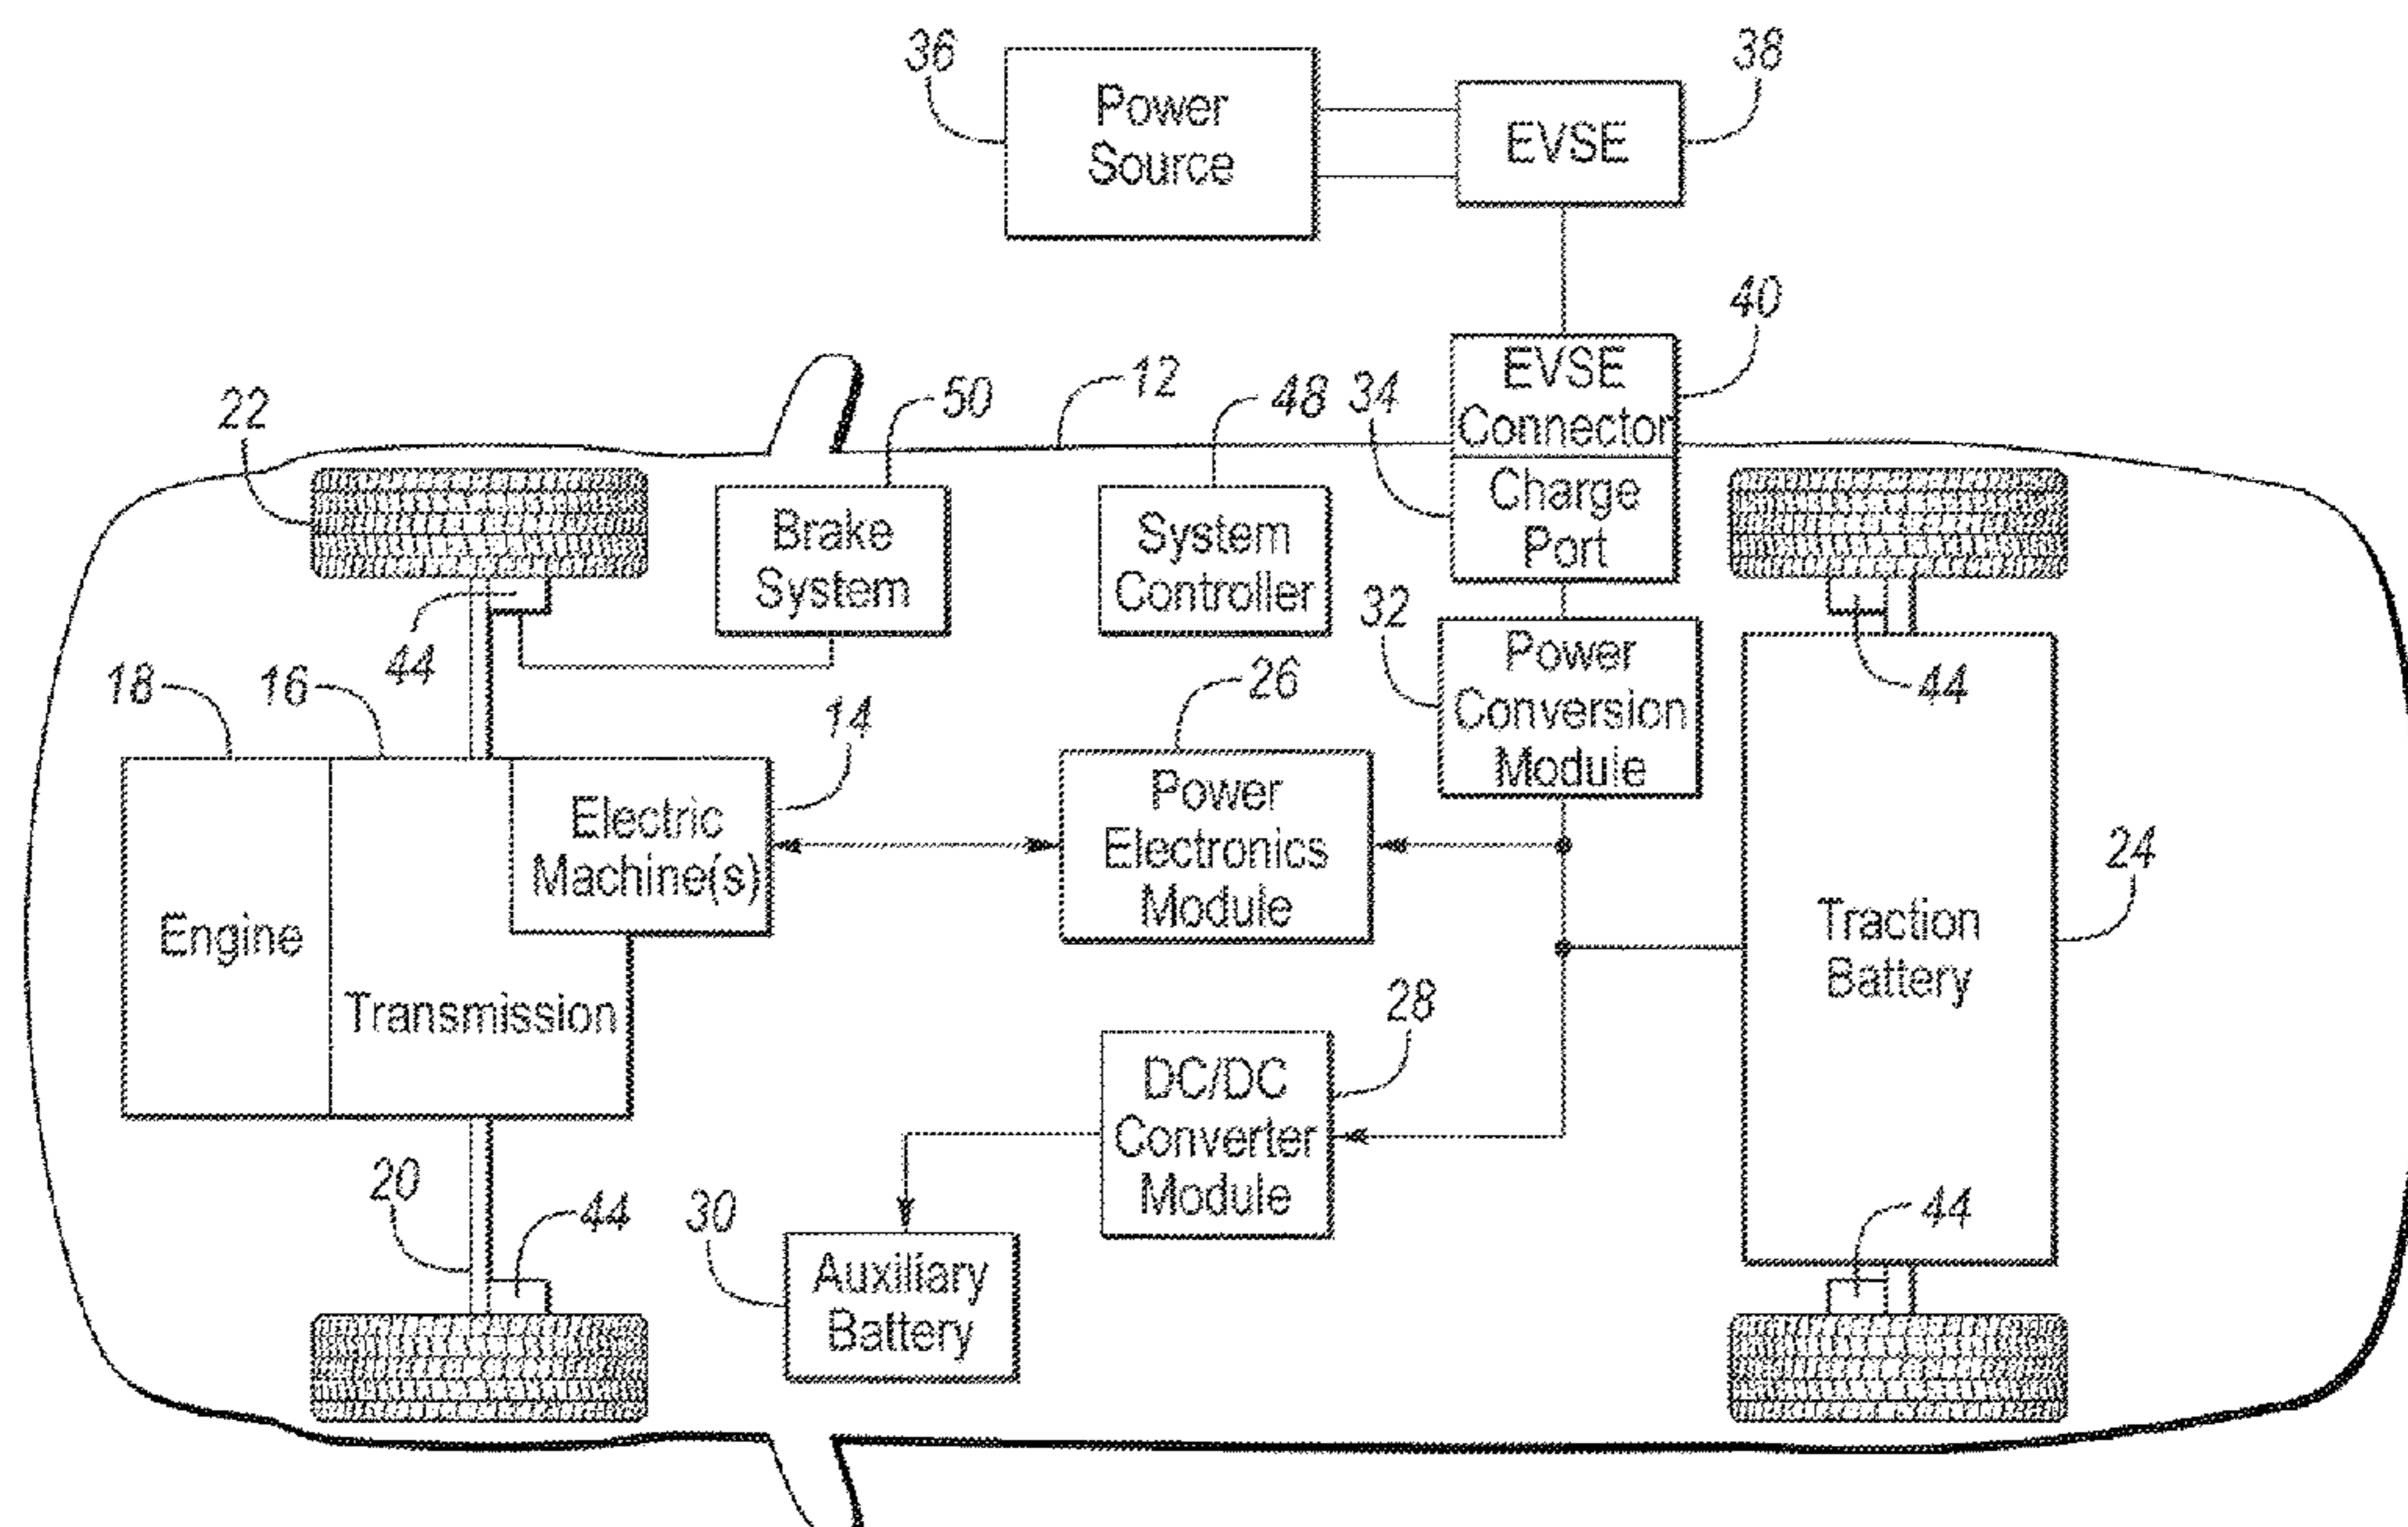 36
Power
Source
EVSE
38
40
EVSE
Connector
34
Charge
Port
12
48
System
Controller
50
Brake
System
22
44
32
Power
Conversion
Module
44
18
16
14
Engine
Transmission
Electric
Machine(s)
26
Power
Electronics
Module
24
Traction
Battery
28
DC/DC
Converter
Module
20
44
30
Auxiliary
Battery
44